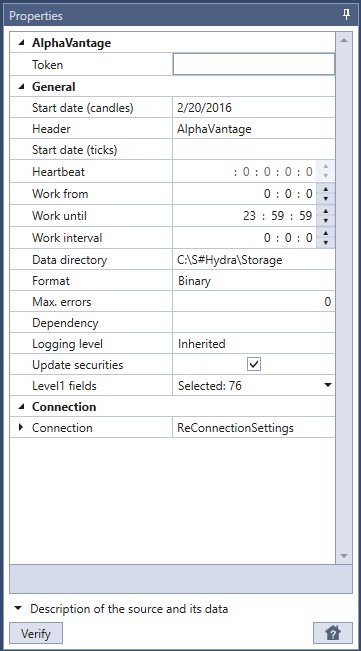 Properties
AlphaVantage
Token
General
Start date (candles) 2/20/2016
Header AlphaVantage
Start date (ticks)
Heartbeat : 0 : 0 : 0 : 0
Work from 0 : 0 : 0
Work until 23 : 59 : 59
Work interval 0 : 0 : 0
Data directory C:\S#Hydra\Storage
Format Binary
Max. errors 0
Dependency
Logging level Inherited
Update securities
Level1 fields Selected: 76
Connection
Connection ReConnectionSettings
Description of the source and its data
Verify